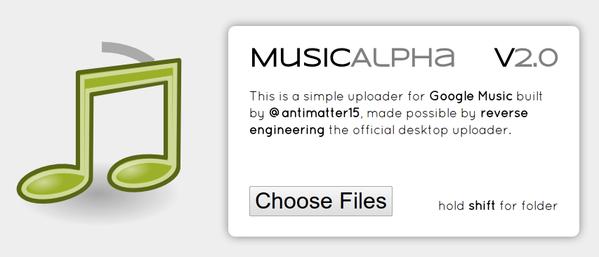 MUSICALPHA V2.0
This is a simple uploader for Google Music built
by @antimatter15, made possible by reverse
engineering the official desktop uploader.
Choose Files hold shift for folder